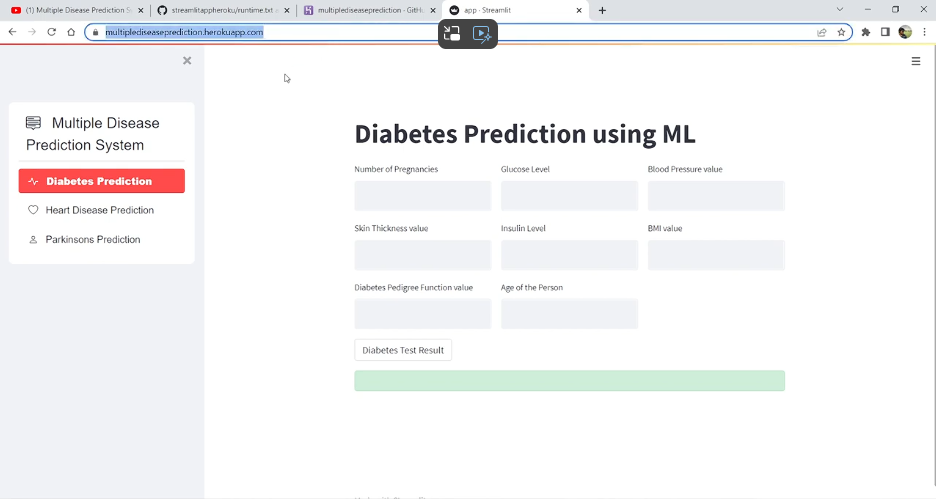 (1) Multiple Disease Prediction S
streamlitappheroku/runtime.txt
multiplediseaseprediction - GitHu
app · Streamlit
multiplediseaseprediction.herokuapp.com
Multiple Disease
Prediction System
Diabetes Prediction
Heart Disease Prediction
Parkinsons Prediction
Diabetes Prediction using ML
Number of Pregnancies
Glucose Level
Blood Pressure value
Skin Thickness value
Insulin Level
BMI value
Diabetes Pedigree Function value
Age of the Person
Diabetes Test Result